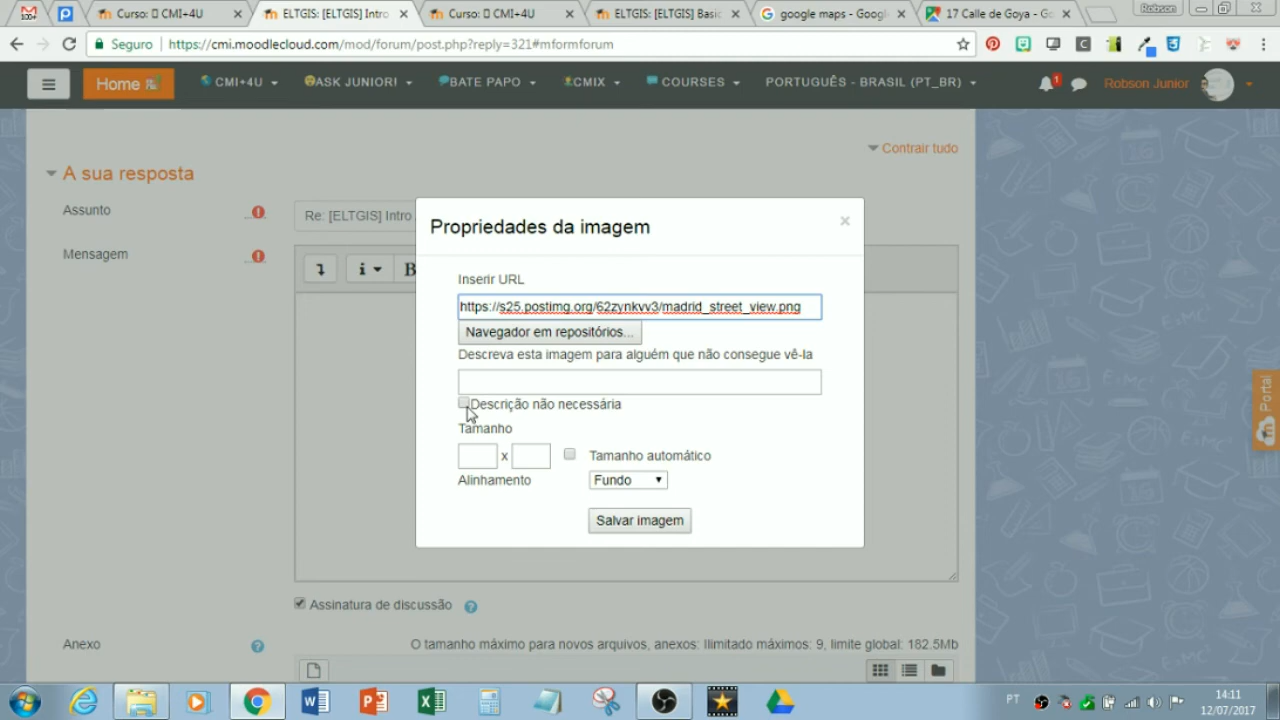 Curso: CMI+4U
ELTGIS: [ELTGIS] Intro
Curso: CMI+4U
ELTGIS: [ELTGIS] Basic
google maps - Googl
17 Calle de Goya - Go
Robson
Seguro
https://cmi.moodlecloud.com/mod/forum/post.php?reply=321#mformforum
Home
CMI+4U
ASK JUNIOR!
BATE PAPO
CMIX
COURSES
PORTUGUÊS - BRASIL (PT_BR)
1
Robson Junior
Contrair tudo
A sua resposta
Assunto
Re: [ELTGIS] Intro
Mensagem
B
Propriedades da imagem
Inserir URL
https://s25.postimg.org/62zynkvv3/madrid_street_view.png
Navegador em repositórios...
Descreva esta imagem para alguém que não consegue vê-la
Descrição não necessária
Tamanho
x
Tamanho automático
Alinhamento
Fundo
Salvar imagem
Portal
Assinatura de discussão
Anexo
O tamanho máximo para novos arquivos, anexos: Ilimitado máximos: 9, limite global: 182.5Mb
PT
14:11
12/07/2017